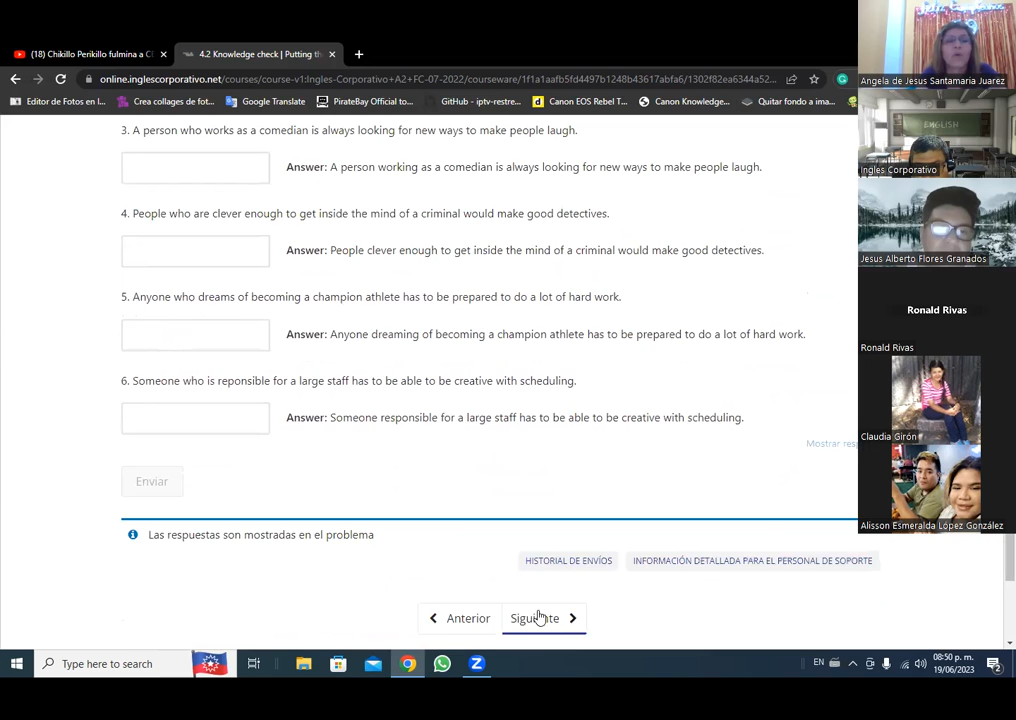 (18) Chikillo Perikillo fulmina a C
4.2 Knowledge check | Putting th
online.inglescorporativo.net/courses/course-v1:Ingles-Corporativo+A2+FC-07-2022/courseware/1f1a1aafb5fd4497b1248b43617abfa6/1302f82ea6344a52...
Editor de Fotos en l...
Crea collages de fot...
Google Translate
PirateBay Official to...
GitHub - iptv-restre...
Canon EOS Rebel T...
Canon Knowledge...
Quitar fondo a ima...
3. A person who works as a comedian is always looking for new ways to make people laugh.
Answer: A person working as a comedian is always looking for new ways to make people laugh.
4. People who are clever enough to get inside the mind of a criminal would make good detectives.
Answer: People clever enough to get inside the mind of a criminal would make good detectives.
5. Anyone who dreams of becoming a champion athlete has to be prepared to do a lot of hard work.
Answer: Anyone dreaming of becoming a champion athlete has to be prepared to do a lot of hard work.
6. Someone who is reponsible for a large staff has to be able to be creative with scheduling.
Answer: Someone responsible for a large staff has to be able to be creative with scheduling.
Mostrar resp
Enviar
Las respuestas son mostradas en el problema
HISTORIAL DE ENVÍOS
INFORMACIÓN DETALLADA PARA EL PERSONAL DE SOPORTE
Anterior
Siguiente
Angela de Jesus Santamaria Juarez
ENGLISH
Ingles Corporativo
Jesus Alberto Flores Granados
Ronald Rivas
Ronald Rivas
Claudia Girón
Alisson Esmeralda López González
Type here to search
EN
08:50 p. m.
19/06/2023
2